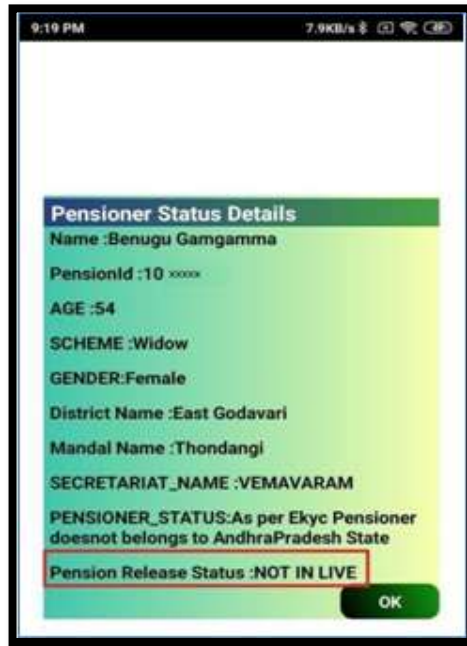 9:19 PM 7.9KB/s
Pensioner Status Details
Name :Benugu Gamgamma
PensionId :10 xxxxx
AGE :54
SCHEME :Widow
GENDER:Female
District Name :East Godavari
Mandal Name :Thondangi
SECRETARIAT_NAME :VEMAVARAM
PENSIONER_STATUS:As per Ekyc Pensioner
doesnot belongs to AndhraPradesh State
Pension Release Status :NOT IN LIVE
OK